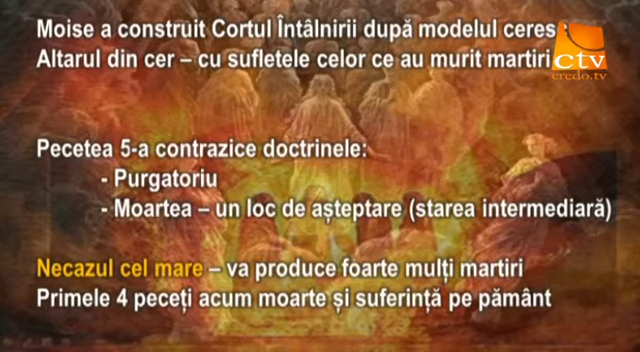 Moise a construit Cortul Întâlnirii după modelul ceresc
Altarul din cer – cu sufletele celor ce au murit martiri
ctv
credo.tv
Pecetea 5-a contrazice doctrinele:
- Purgatoriu
- Moartea – un loc de așteptare (starea intermediară)
Necazul cel mare – va produce foarte mulți martiri
Primele 4 peceți acum moarte și suferință pe pământ